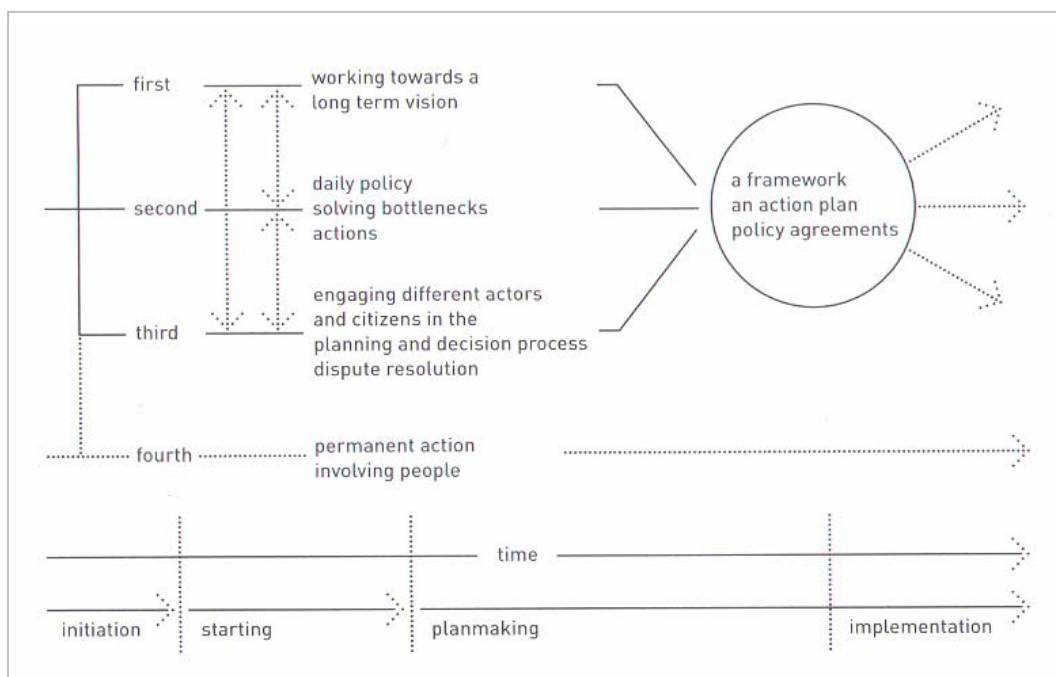 first
working towards a
long term vision
second
daily policy
solving bottlenecks
actions
third
engaging different actors
and citizens in the
planning and decision process
dispute resolution
a framework
an action plan
policy agreements
fourth
permanent action
involving people
time
initiation
starting
planmaking
implementation